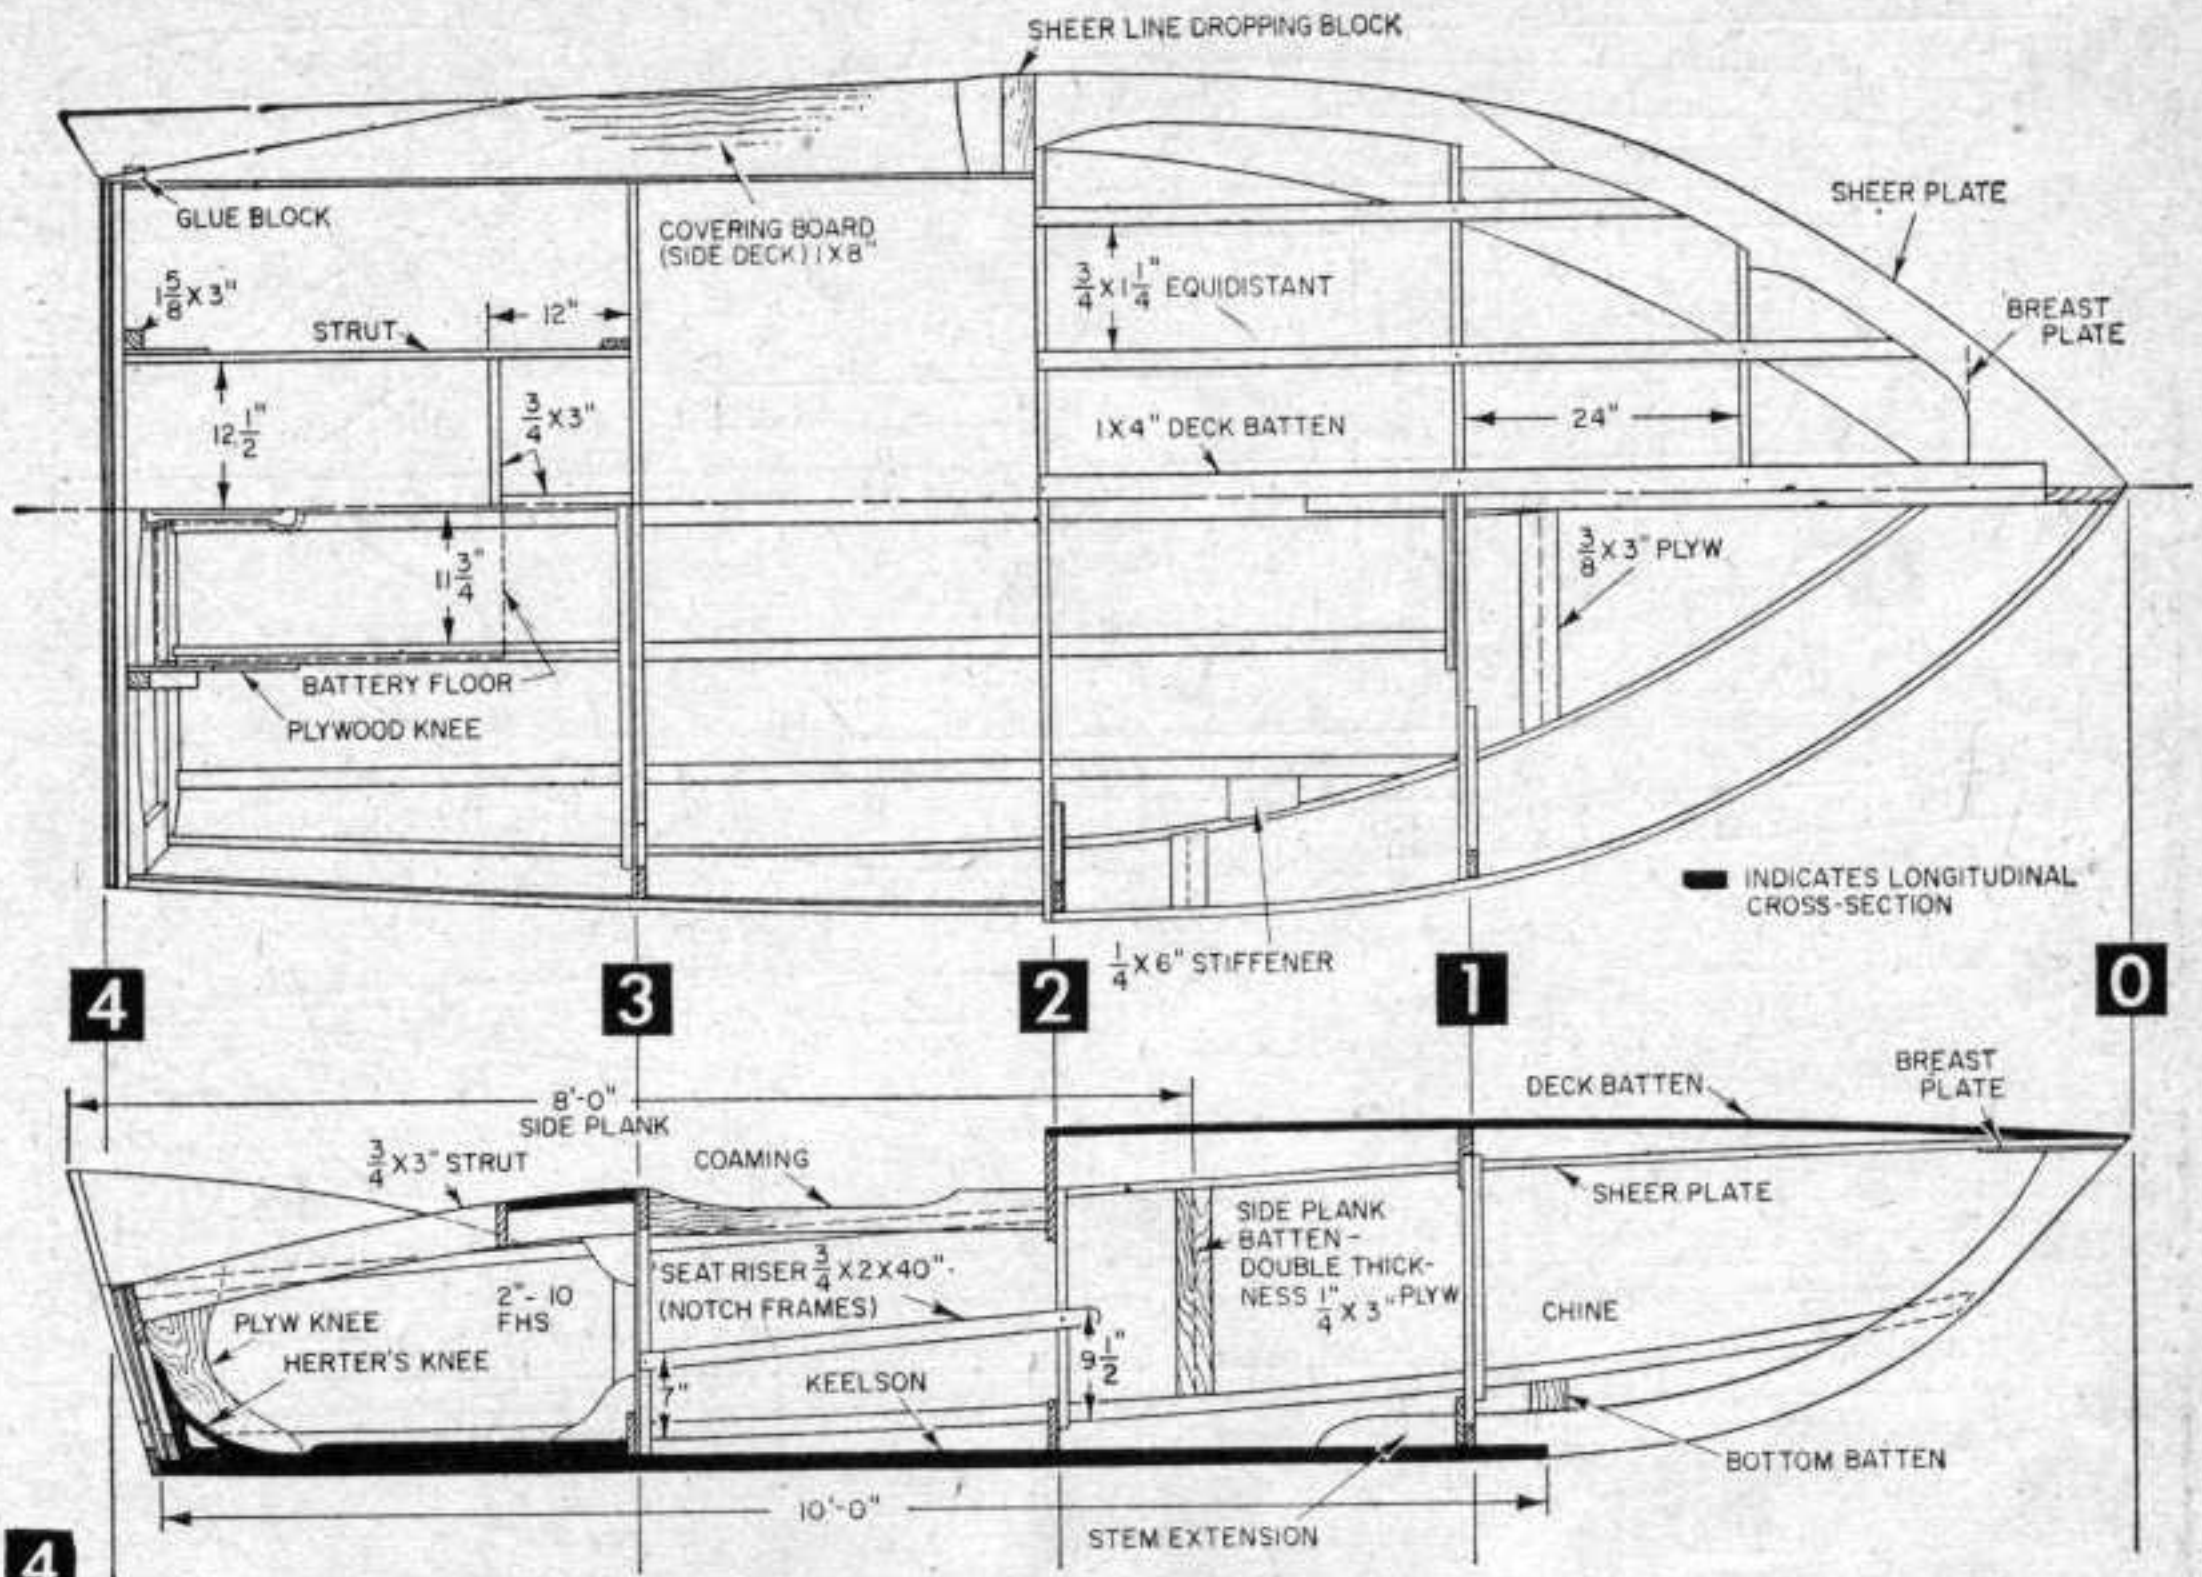 SHEER LINE DROPPING BLOCK
GLUE BLOCK
COVERING BOARD
(SIDE DECK) 1X8"
SHEER PLATE
1 5/8 X 3"
STRUT
12"
3/4 X 1 1/4" EQUIDISTANT
BREAST
PLATE
12 1/2"
3/4 X 3"
1X4" DECK BATTEN
24"
11 3/4"
3/8 X 3" PLYW
BATTERY FLOOR
PLYWOOD KNEE
INDICATES LONGITUDINAL
CROSS-SECTION
1/4 X 6" STIFFENER
4
3
2
1
0
8'-0"
SIDE PLANK
DECK BATTEN
BREAST
PLATE
3/4 X 3" STRUT
COAMING
SHEER PLATE
SIDE PLANK
BATTEN -
DOUBLE THICK-
NESS 1/4" X 3" PLYW
SEAT RISER 3/4 X 2 X 40"
(NOTCH FRAMES)
2"-10
FHS
PLYW KNEE
HERTER'S KNEE
CHINE
9 1/2"
7"
KEELSON
BOTTOM BATTEN
10'-0"
STEM EXTENSION
4